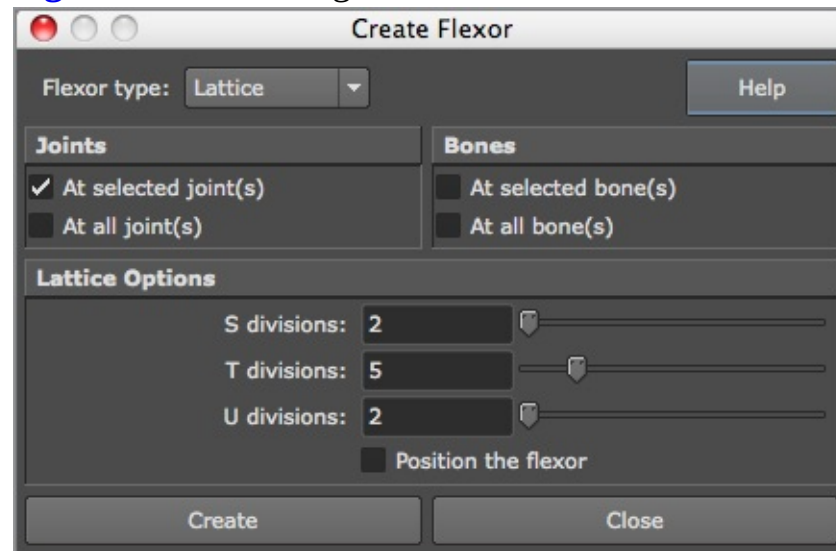 Create Flexor
Flexor type: Lattice Help
Joints Bones
At selected joint(s) At selected bone(s)
At all joint(s) At all bone(s)
Lattice Options
S divisions: 2
T divisions: 5
U divisions: 2
Position the flexor
Create Close